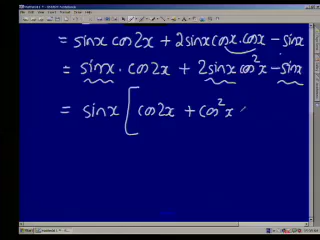 = sinx cos2x + 2sinx cosx.cosx - sinx
= sinx . cos2x + 2sinx cos²x - sinx
= sinx [ cos2x + cos²x